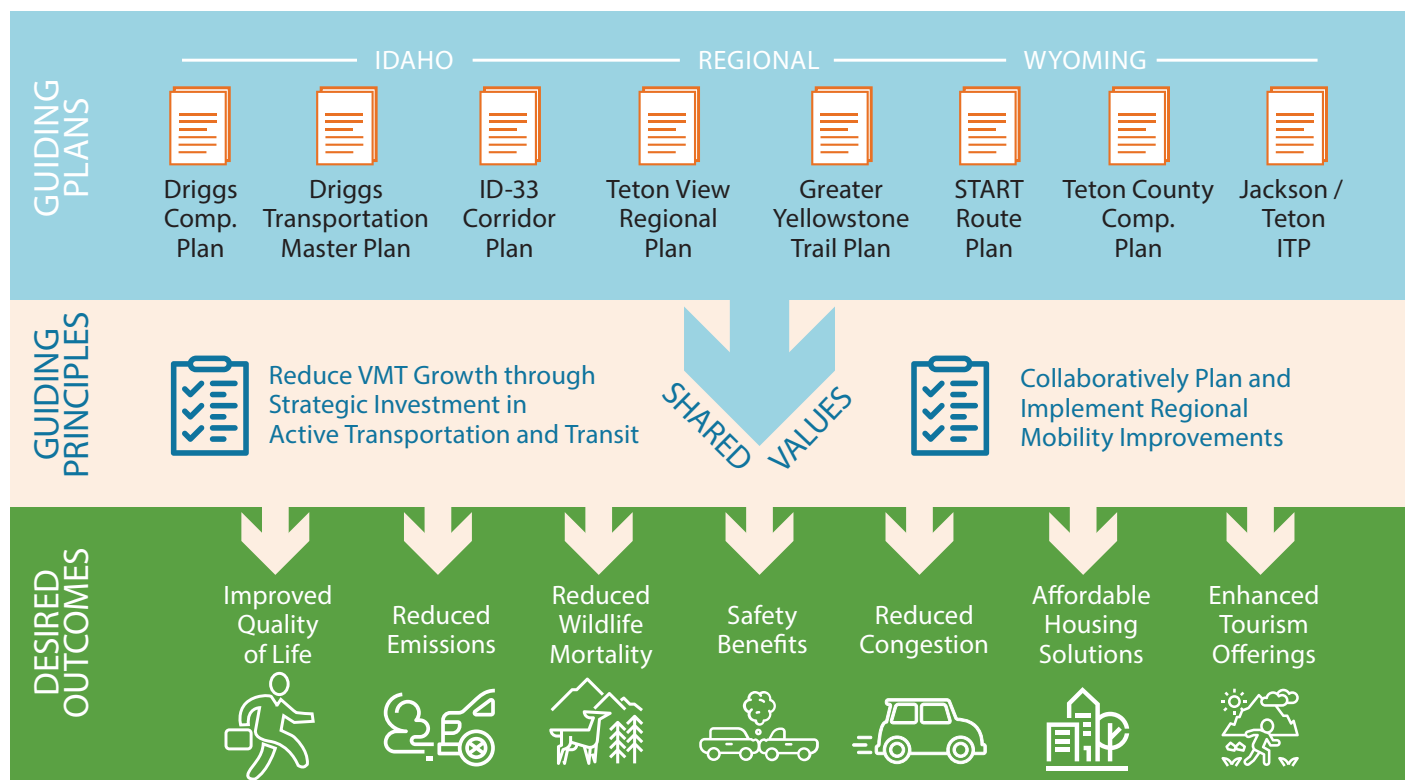 GUIDING
PLANS
IDAHO
REGIONAL
WYOMING
Driggs
Comp.
Plan
Driggs
Transportation
Master Plan
ID-33
Corridor
Plan
Teton View
Regional
Plan
Greater
Yellowstone
Trail Plan
START
Route
Plan
Teton County
Comp.
Plan
Jackson /
Teton
ITP
GUIDING
PRINCIPLES
Reduce VMT Growth through
Strategic Investment in
Active Transportation and Transit
SHARED
VALUES
Collaboratively Plan and
Implement Regional
Mobility Improvements
DESIRED
OUTCOMES
Improved
Quality
of Life
Reduced
Emissions
Reduced
Wildlife
Mortality
Safety
Benefits
Reduced
Congestion
Affordable
Housing
Solutions
Enhanced
Tourism
Offerings